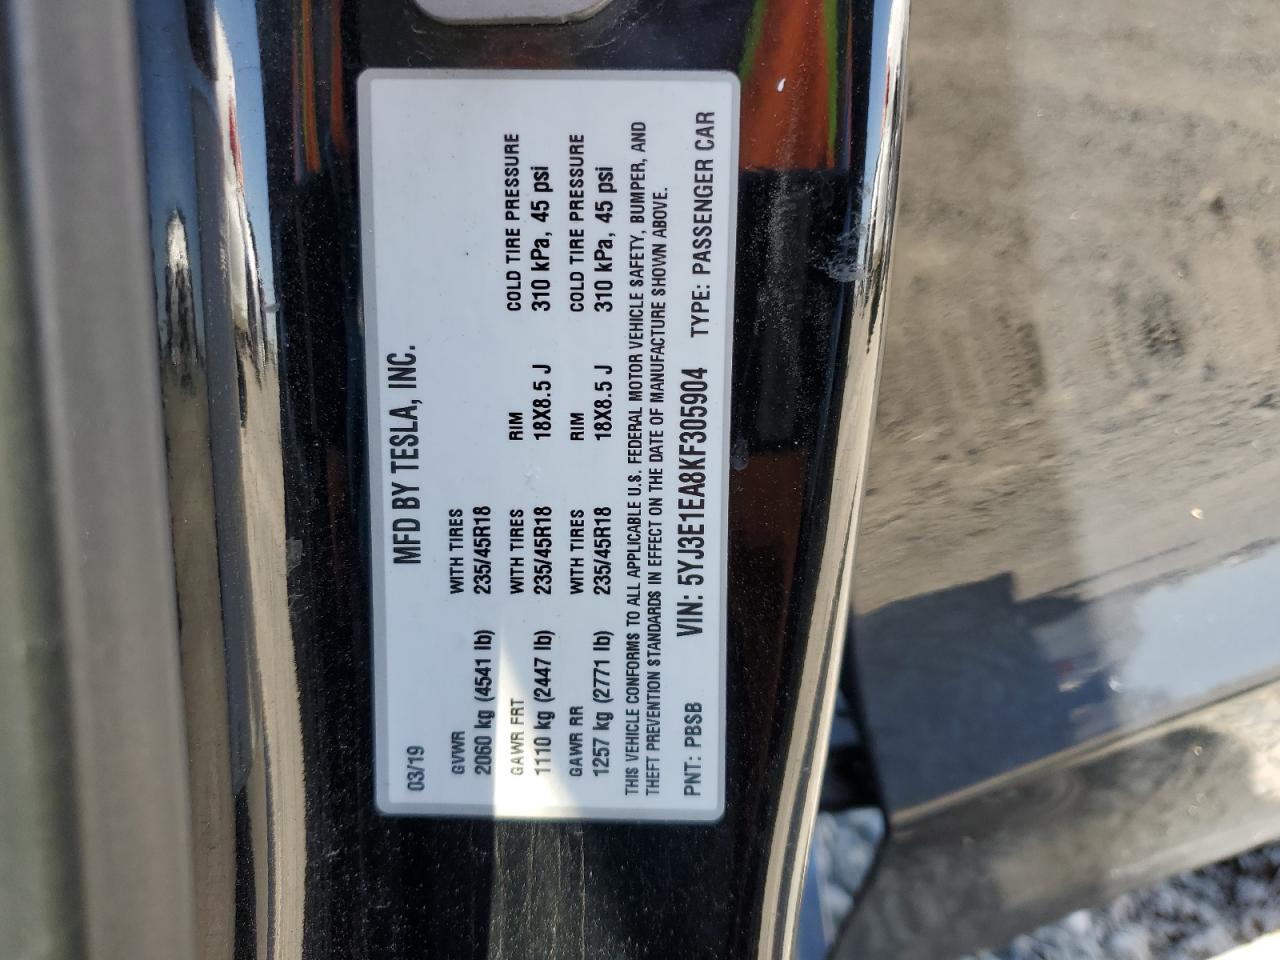 03/19 MFD BY TESLA, INC.
GVWR WITH TIRES
2060 kg (4541 lb) 235/45R18
GAWR FRT WITH TIRES RIM COLD TIRE PRESSURE
1110 kg (2447 lb) 235/45R18 18X8.5 J 310 kPa, 45 psi
GAWR RR WITH TIRES RIM COLD TIRE PRESSURE
1257 kg (2771 lb) 235/45R18 18X8.5 J 310 kPa, 45 psi
THIS VEHICLE CONFORMS TO ALL APPLICABLE U.S. FEDERAL MOTOR VEHICLE SAFETY, BUMPER, AND
THEFT PREVENTION STANDARDS IN EFFECT ON THE DATE OF MANUFACTURE SHOWN ABOVE.
PNT: PBSB VIN: 5YJ3E1EA8KF305904 TYPE: PASSENGER CAR